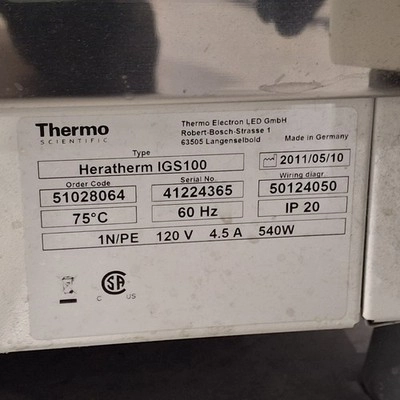 Thermo
SCIENTIFIC
Thermo Electron LED GmbH
Robert-Bosch-Strasse 1
63505 Langenselbold
Made in Germany
Type
Heratherm IGS100
2011/05/10
Order Code
Serial No.
Wiring diagr.
51028064
41224365
50124050
75°C
60 Hz
IP 20
1N/PE 120 V 4.5 A 540W
C SA US